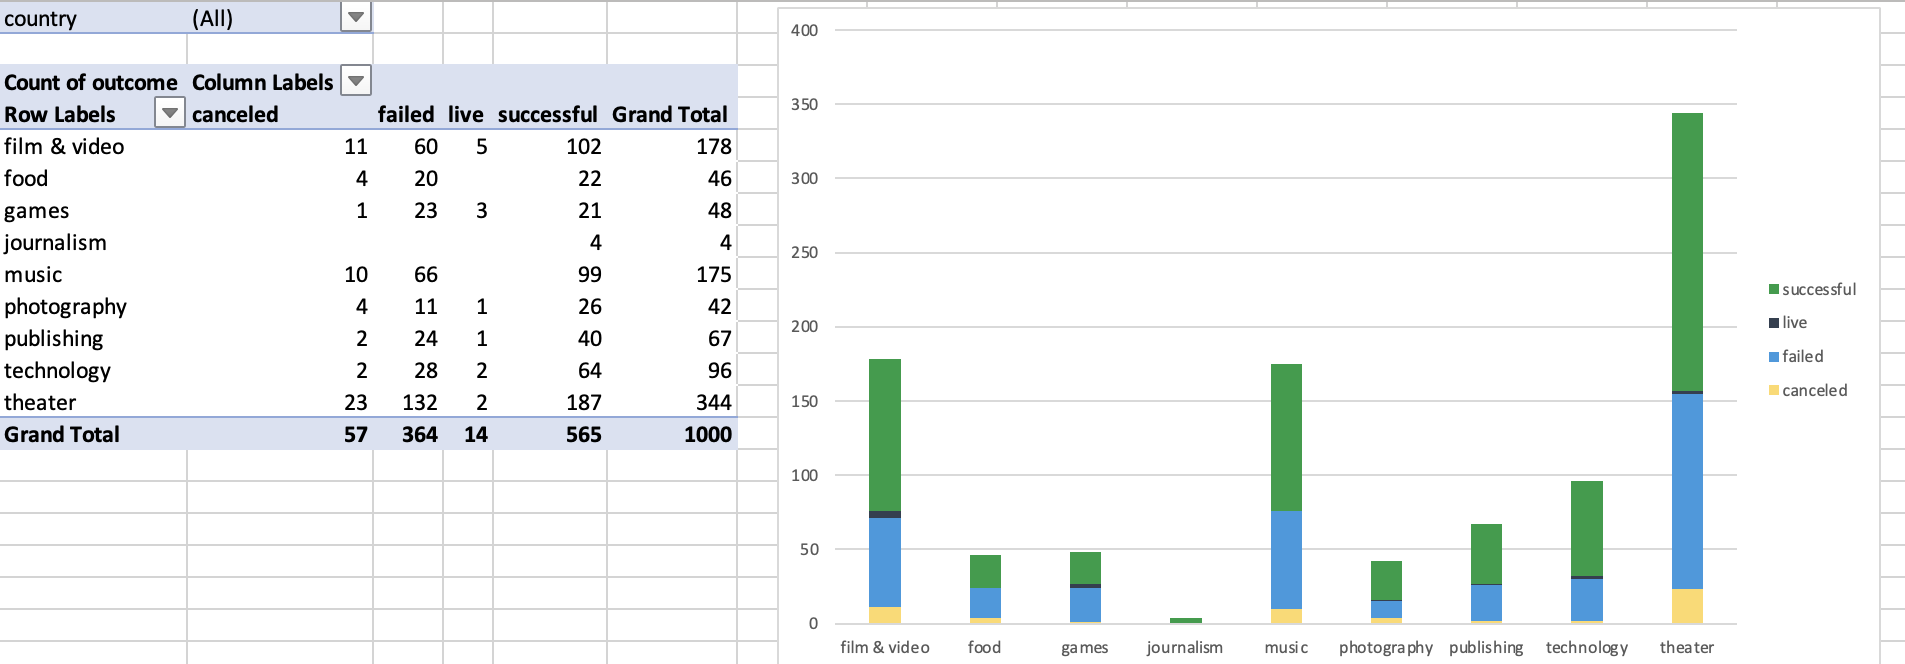 country (All)
Count of outcome Column Labels
Row Labels canceled failed live successful Grand Total
film & video 11 60 5 102 178
food 4 20 22 46
games 1 23 3 21 48
journalism 4 4
music 10 66 99 175
photography 4 11 1 26 42
publishing 2 24 1 40 67
technology 2 28 2 64 96
theater 23 132 2 187 344
Grand Total 57 364 14 565 1000
400
350
300
250
200
150
100
50
0
film & video food games journalism music photography publishing technology theater
successful
live
failed
canceled